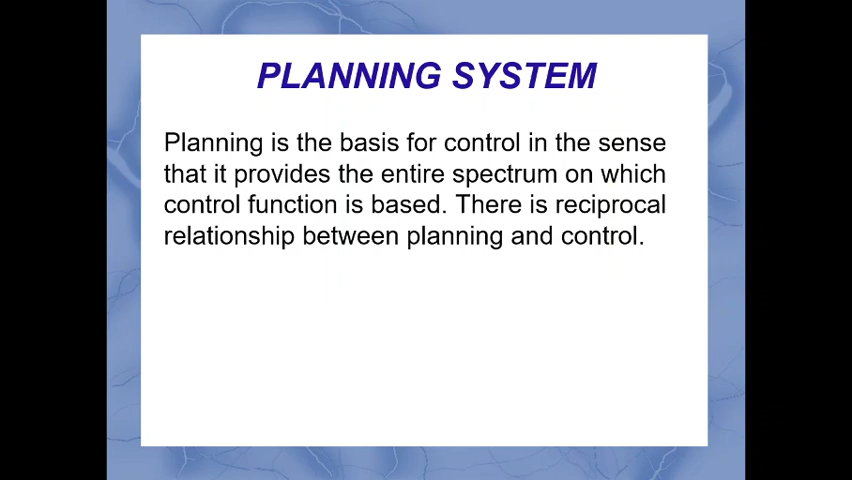 PLANNING SYSTEM
Planning is the basis for control in the sense
that it provides the entire spectrum on which
control function is based. There is reciprocal
relationship between planning and control.